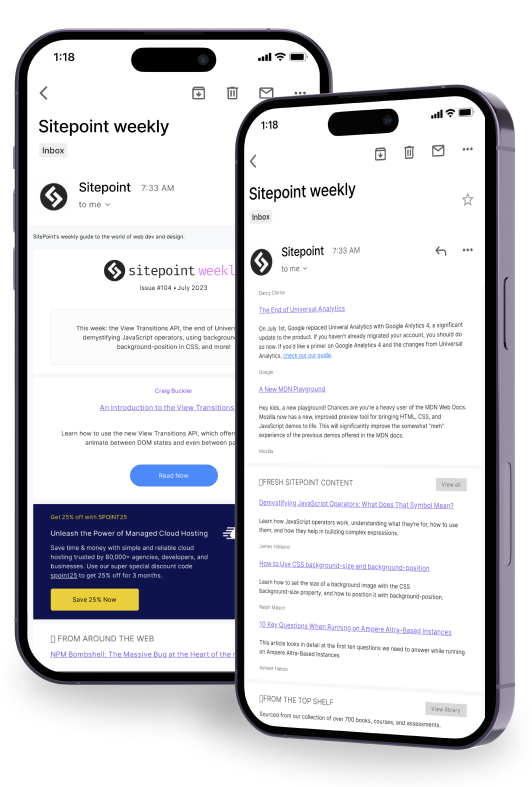 1:18
Sitepoint weekly
Inbox
Sitepoint 7:33 AM
to me
SitePoint's weekly guide to the world of web dev and design.
sitepoint weekl
Issue #104 • July 2023
This week: the View Transitions API, the end of Univer
demystifying JavaScript operators, using backgroun
background-position in CSS, and more!
Craig Buckler
An Introduction to the View Transitions
Learn how to use the new View Transitions API, which offer
animate between DOM states and even between pa
Read Now
Get 25% off with SPOINT25
Unleash the Power of Managed Cloud Hosting
Save time & money with simple and reliable cloud
hosting trusted by 80,000+ agencies, developers, and
businesses. Use our super special discount code
spoint25 to get 25% off for 3 months.
Save 25% Now
FROM AROUND THE WEB
NPM Bombshell: The Massive Bug at the Heart of the
1:18
Sitepoint weekly
Inbox
Sitepoint 7:33 AM
to me
Darcy Clarke
The End of Universal Analytics
On July 1st, Google replaced Univeral Analytics with Google Anlytics 4, a significant
update to the product. If you haven't already migrated your account, you should do
so now. If you'd like a primer on Google Analytics 4 and the changes from Universal
Analytics, check out our guide.
Google
A New MDN Playground
Hey kids, a new playground! Chances are you're a heavy user of the MDN Web Docs.
Mozilla now has a new, improved preview tool for bringing HTML, CSS, and
JavaScript demos to life. This will significantly improve the somewhat "meh"
experience of the previous demos offered in the MDN docs.
Mozilla
FRESH SITEPOINT CONTENT
View all
Demystifying JavaScript Operators: What Does That Symbol Mean?
Learn how JavaScript operators work, understanding what they're for, how to use
them, and how they help in building complex expressions.
James Hibbard
How to Use CSS background-size and background-position
Learn how to set the size of a background image with the CSS
background-size property, and how to position it with background-position.
Ralph Mason
10 Key Questions When Running on Ampere Altra-Based Instances
This article looks in detail at the first ten questions we need to answer while running
on Ampere Altra-Based Instances.
FROM THE TOP SHELF
View library
Sourced from our collection of over 700 books, courses, and assessments.